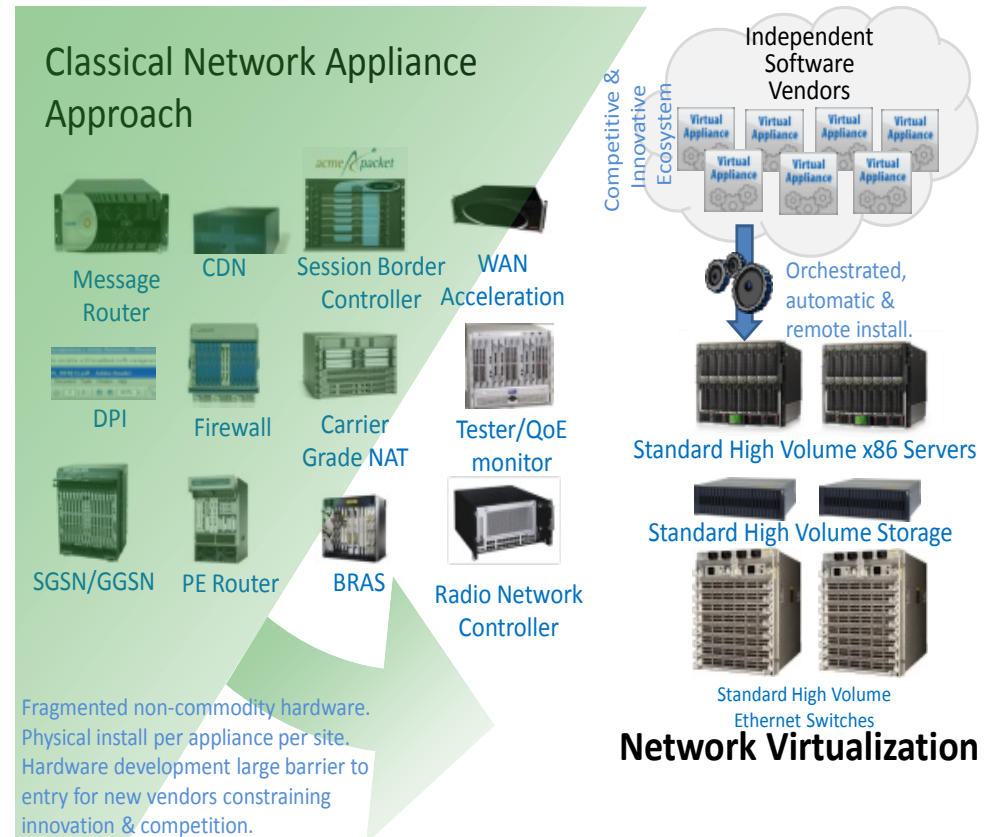 Classical Network Appliance
Approach
acme packet
Message
Router
CDN
Session Border
Controller
WAN
Acceleration
DPI
Firewall
Carrier
Grade NAT
Tester/QoE
monitor
SGSN/GGSN
PE Router
BRAS
Radio Network
Controller
Fragmented non-commodity hardware.
Physical install per appliance per site.
Hardware development large barrier to
entry for new vendors constraining
innovation & competition.
Independent
Software
Vendors
Competitive &
Innovative
Ecosystem
Virtual
Appliance
Virtual
Appliance
Virtual
Appliance
Virtual
Appliance
Virtual
Appliance
Virtual
Appliance
Virtual
Appliance
Orchestrated,
automatic &
remote install.
Standard High Volume x86 Servers
Standard High Volume Storage
Standard High Volume
Ethernet Switches
Network Virtualization